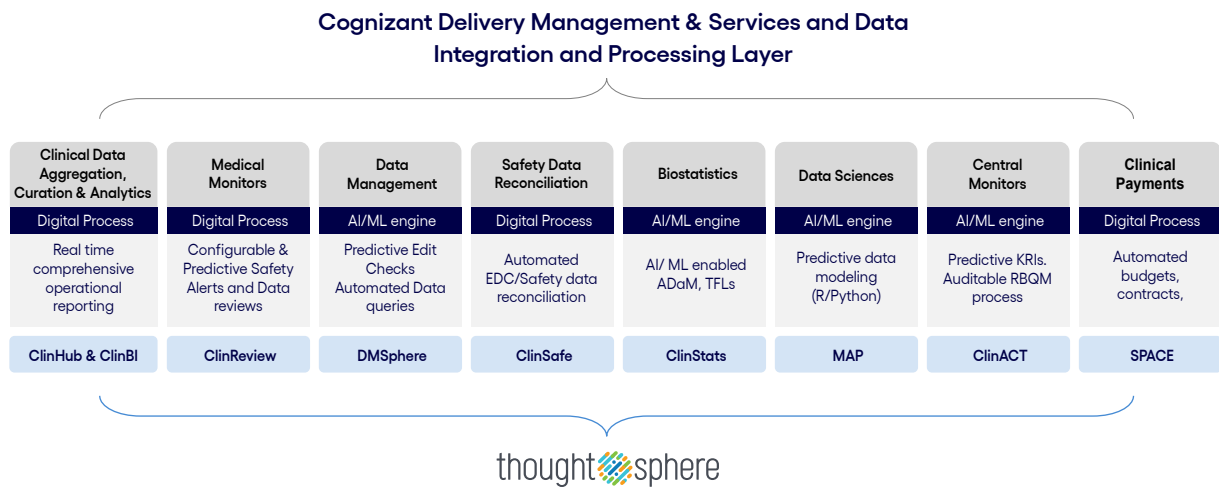 Cognizant Delivery Management & Services and Data
Integration and Processing Layer
Clinical Data
Aggregation,
Curation & Analytics
Digital Process
Real time
comprehensive
operational
reporting
ClinHub & ClinBI
Medical
Monitors
Digital Process
Configurable &
Predictive Safety
Alerts and Data
reviews
ClinReview
Data
Management
AI/ML engine
Predictive Edit
Checks
Automated Data
queries
DMSphere
Safety Data
Reconciliation
Digital Process
Automated
EDC/Safety data
reconciliation
ClinSafe
Biostatistics
AI/ML engine
AI/ ML enabled
ADaM, TFLs
ClinStats
Data Sciences
AI/ML engine
Predictive data
modeling
(R/Python)
MAP
Central
Monitors
AI/ML engine
Predictive KRIs.
Auditable RBQM
process
ClinACT
Clinical
Payments
Digital Process
Automated
budgets,
contracts,
SPACE
thought sphere